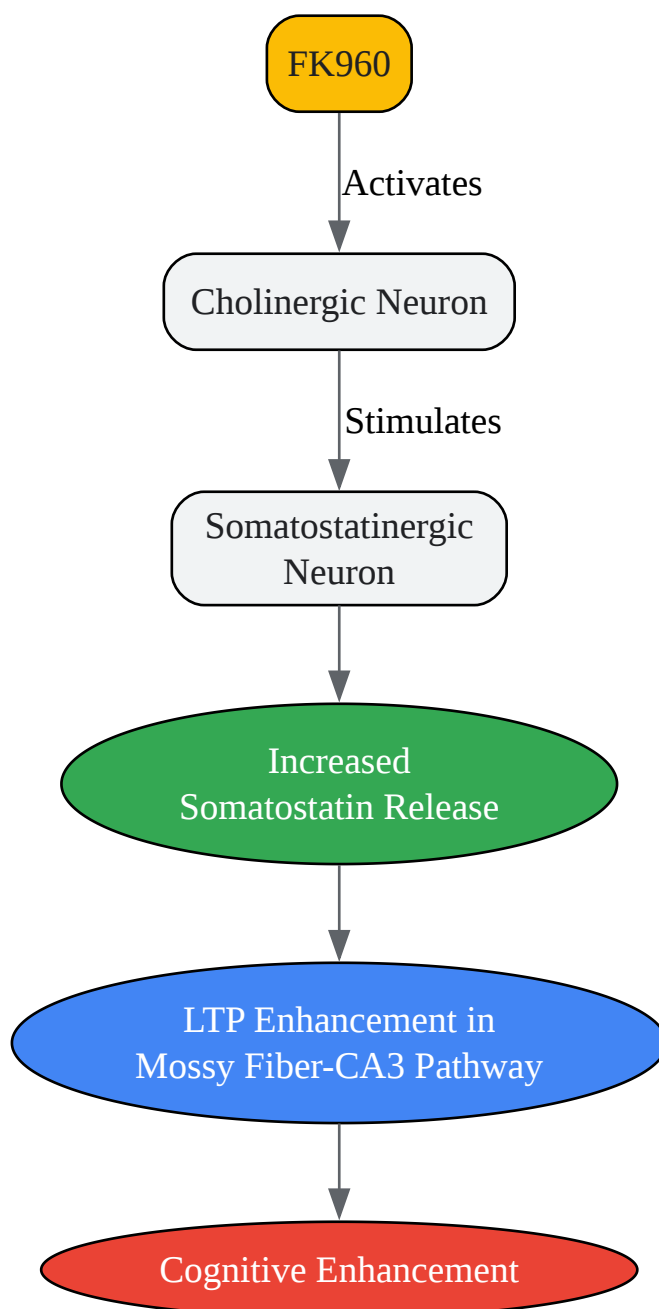 FK960
Activates
Cholinergic Neuron
Stimulates
Somatostatinergic
Neuron
Increased
Somatostatin Release
LTP Enhancement in
Mossy Fiber-CA3 Pathway
Cognitive Enhancement